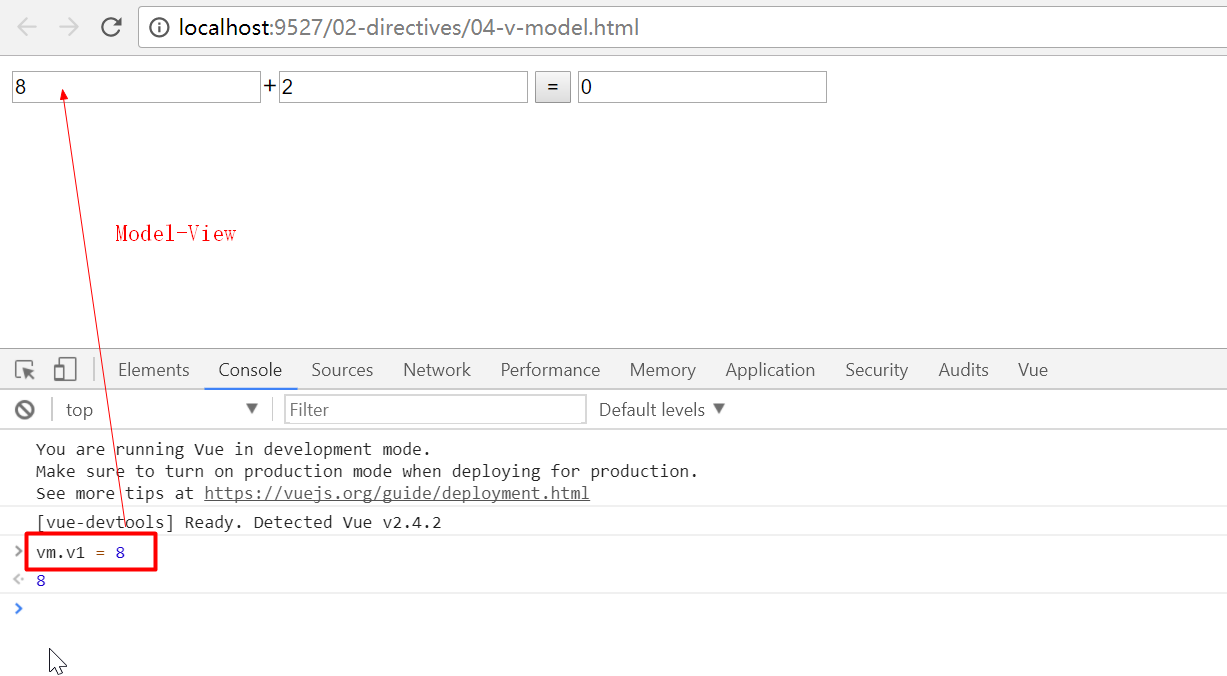 localhost:9527/02-directives/04-v-model.html
8 + 2 = 0
Model-View
Elements Console Sources Network Performance Memory Application Security Audits Vue
top Filter Default levels
You are running Vue in development mode.
Make sure to turn on production mode when deploying for production.
See more tips at https://vuejs.org/guide/deployment.html
[vue-devtools] Ready. Detected Vue v2.4.2
vm.v1 = 8
8